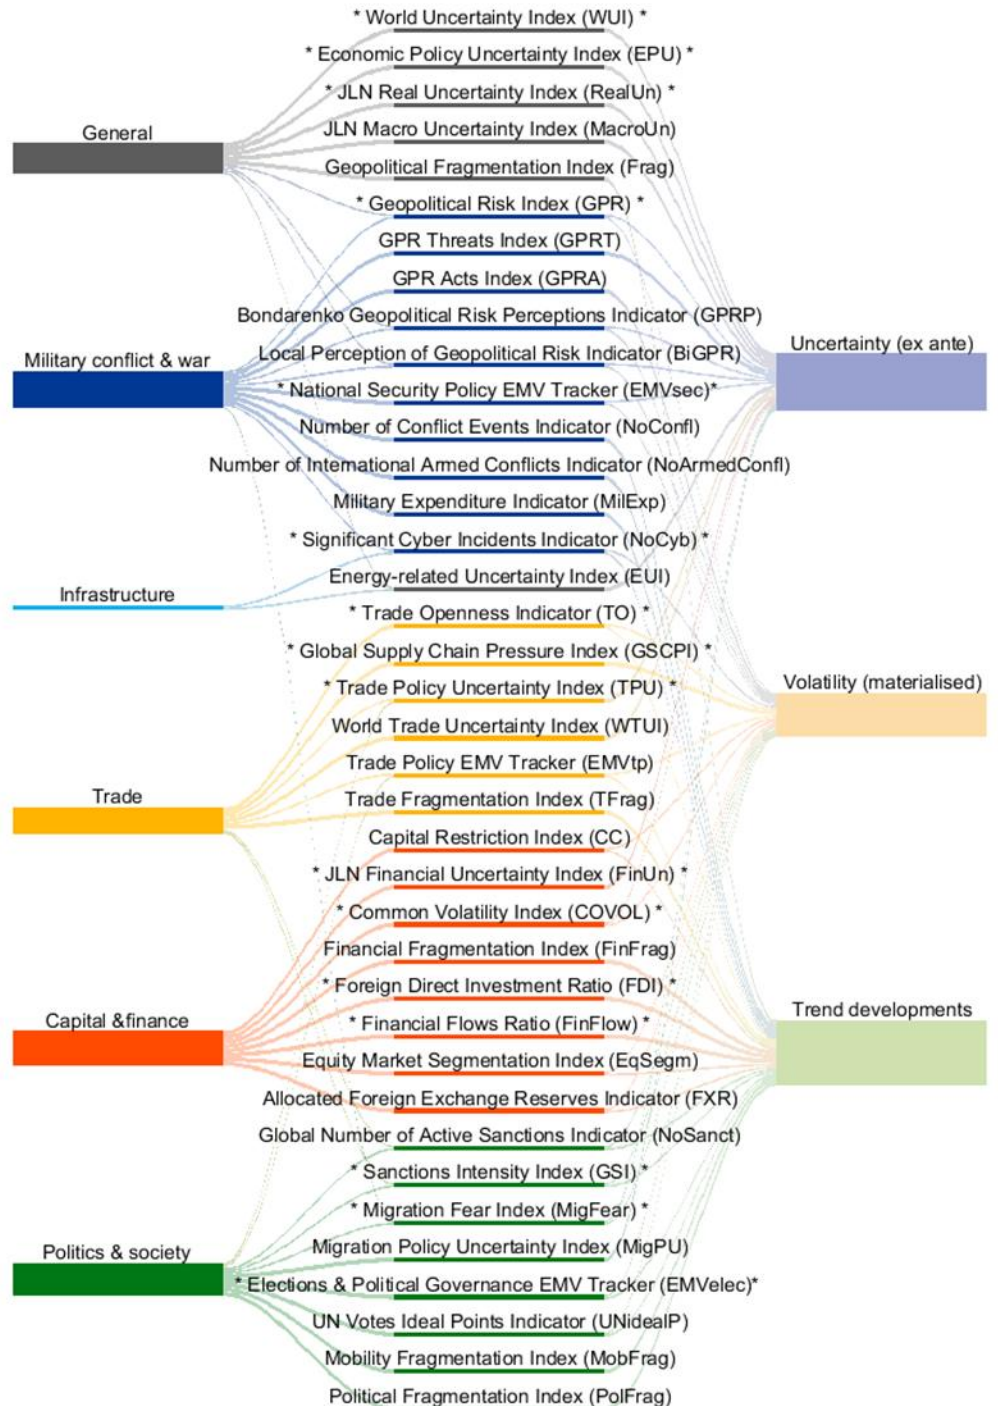 * World Uncertainty Index (WUI) *
* Economic Policy Uncertainty Index (EPU) *
* JLN Real Uncertainty Index (RealUn) *
JLN Macro Uncertainty Index (MacroUn)
General
Geopolitical Fragmentation Index (Frag)
* Geopolitical Risk Index (GPR) *
GPR Threats Index (GPRT)
GPR Acts Index (GPRA)
Bondarenko Geopolitical Risk Perceptions Indicator (GPRP)
Uncertainty (ex ante)
Local Perception of Geopolitical Risk Indicator (BiGPR)
Military conflict & war
* National Security Policy EMV Tracker (EMVsec)*
Number of Conflict Events Indicator (NoConfl)
Number of International Armed Conflicts Indicator (NoArmedConfl)
Military Expenditure Indicator (MilExp)
* Significant Cyber Incidents Indicator (NoCyb) *
Energy-related Uncertainty Index (EUI)
Infrastructure
* Trade Openness Indicator (TO) *
* Global Supply Chain Pressure Index (GSCPI) *
Volatility (materialised)
* Trade Policy Uncertainty Index (TPU) *
World Trade Uncertainty Index (WTUI)
Trade Policy EMV Tracker (EMVtp)
Trade
Trade Fragmentation Index (TFrag)
Capital Restriction Index (CC)
* JLN Financial Uncertainty Index (FinUn) *
* Common Volatility Index (COVOL) *
Financial Fragmentation Index (FinFrag)
* Foreign Direct Investment Ratio (FDI) *
Trend developments
Capital &finance
* Financial Flows Ratio (FinFlow) *
Equity Market Segmentation Index (EqSegm)
Allocated Foreign Exchange Reserves Indicator (FXR)
Global Number of Active Sanctions Indicator (NoSanct)
* Sanctions Intensity Index (GSI) *
* Migration Fear Index (MigFear) *
Migration Policy Uncertainty Index (MigPU)
Politics & society
* Elections & Political Governance EMV Tracker (EMVelec)*
UN Votes Ideal Points Indicator (UNidealP)
Mobility Fragmentation Index (MobFrag)
Political Fragmentation Index (PolFrag)